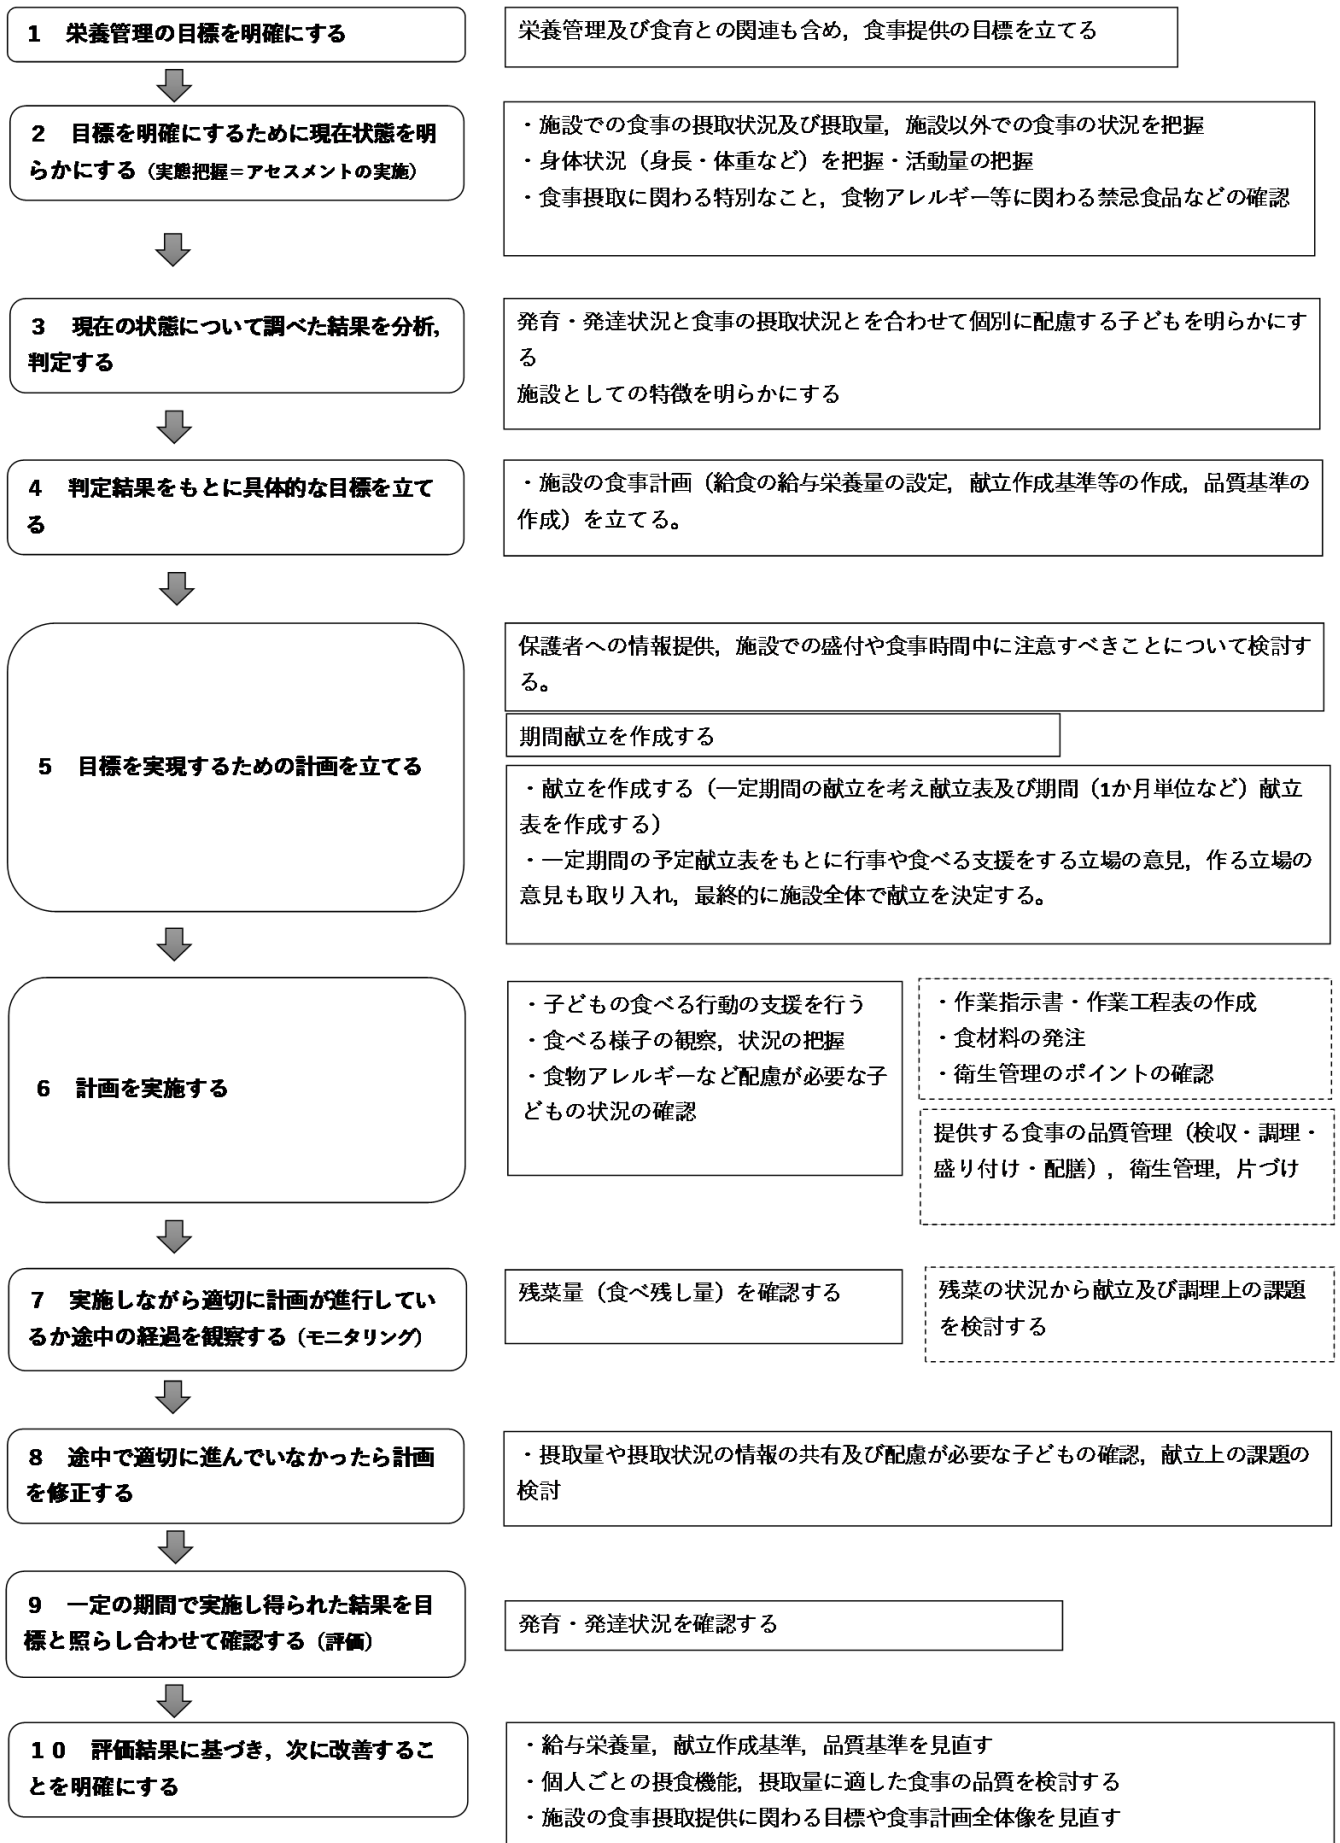 1 栄養管理の目標を明確にする
栄養管理及び食育との関連も含め，食事提供の目標を立てる
2 目標を明確にするために現在状態を明
らかにする（実態把握＝アセスメントの実施）
・施設での食事の摂取状況及び摂取量，施設以外での食事の状況を把握
・身体状況（身長・体重など）を把握・活動量の把握
・食事摂取に関わる特別なこと，食物アレルギー等に関わる禁忌食品などの確認
3 現在の状態について調べた結果を分析，
判定する
発育・発達状況と食事の摂取状況とを合わせて個別に配慮する子どもを明らかにす
る
施設としての特徴を明らかにする
4 判定結果をもとに具体的な目標を立て
る
・施設の食事計画（給食の給与栄養量の設定，献立作成基準等の作成，品質基準の
作成）を立てる。
5 目標を実現するための計画を立てる
保護者への情報提供，施設での盛付や食事時間中に注意すべきことについて検討す
る。
期間献立を作成する
・献立を作成する（一定期間の献立を考え献立表及び期間（1か月単位など）献立
表を作成する）
・一定期間の予定献立表をもとに行事や食べる支援をする立場の意見，作る立場の
意見も取り入れ，最終的に施設全体で献立を決定する。
6 計画を実施する
・子どもの食べる行動の支援を行う
・食べる様子の観察，状況の把握
・食物アレルギーなど配慮が必要な子
どもの状況の確認
・作業指示書・作業工程表の作成
・食材料の発注
・衛生管理のポイントの確認
提供する食事の品質管理（検収・調理・
盛り付け・配膳），衛生管理，片づけ
7 実施しながら適切に計画が進行してい
るか途中の経過を観察する（モニタリング）
残菜量（食べ残し量）を確認する
残菜の状況から献立及び調理上の課題
を検討する
8 途中で適切に進んでいなかったら計画
を修正する
・摂取量や摂取状況の情報の共有及び配慮が必要な子どもの確認，献立上の課題の
検討
9 一定の期間で実施し得られた結果を目
標と照らし合わせて確認する（評価）
発育・発達状況を確認する
10 評価結果に基づき，次に改善するこ
とを明確にする
・給与栄養量，献立作成基準，品質基準を見直す
・個人ごとの摂食機能，摂取量に適した食事の品質を検討する
・施設の食事摂取提供に関わる目標や食事計画全体像を見直す